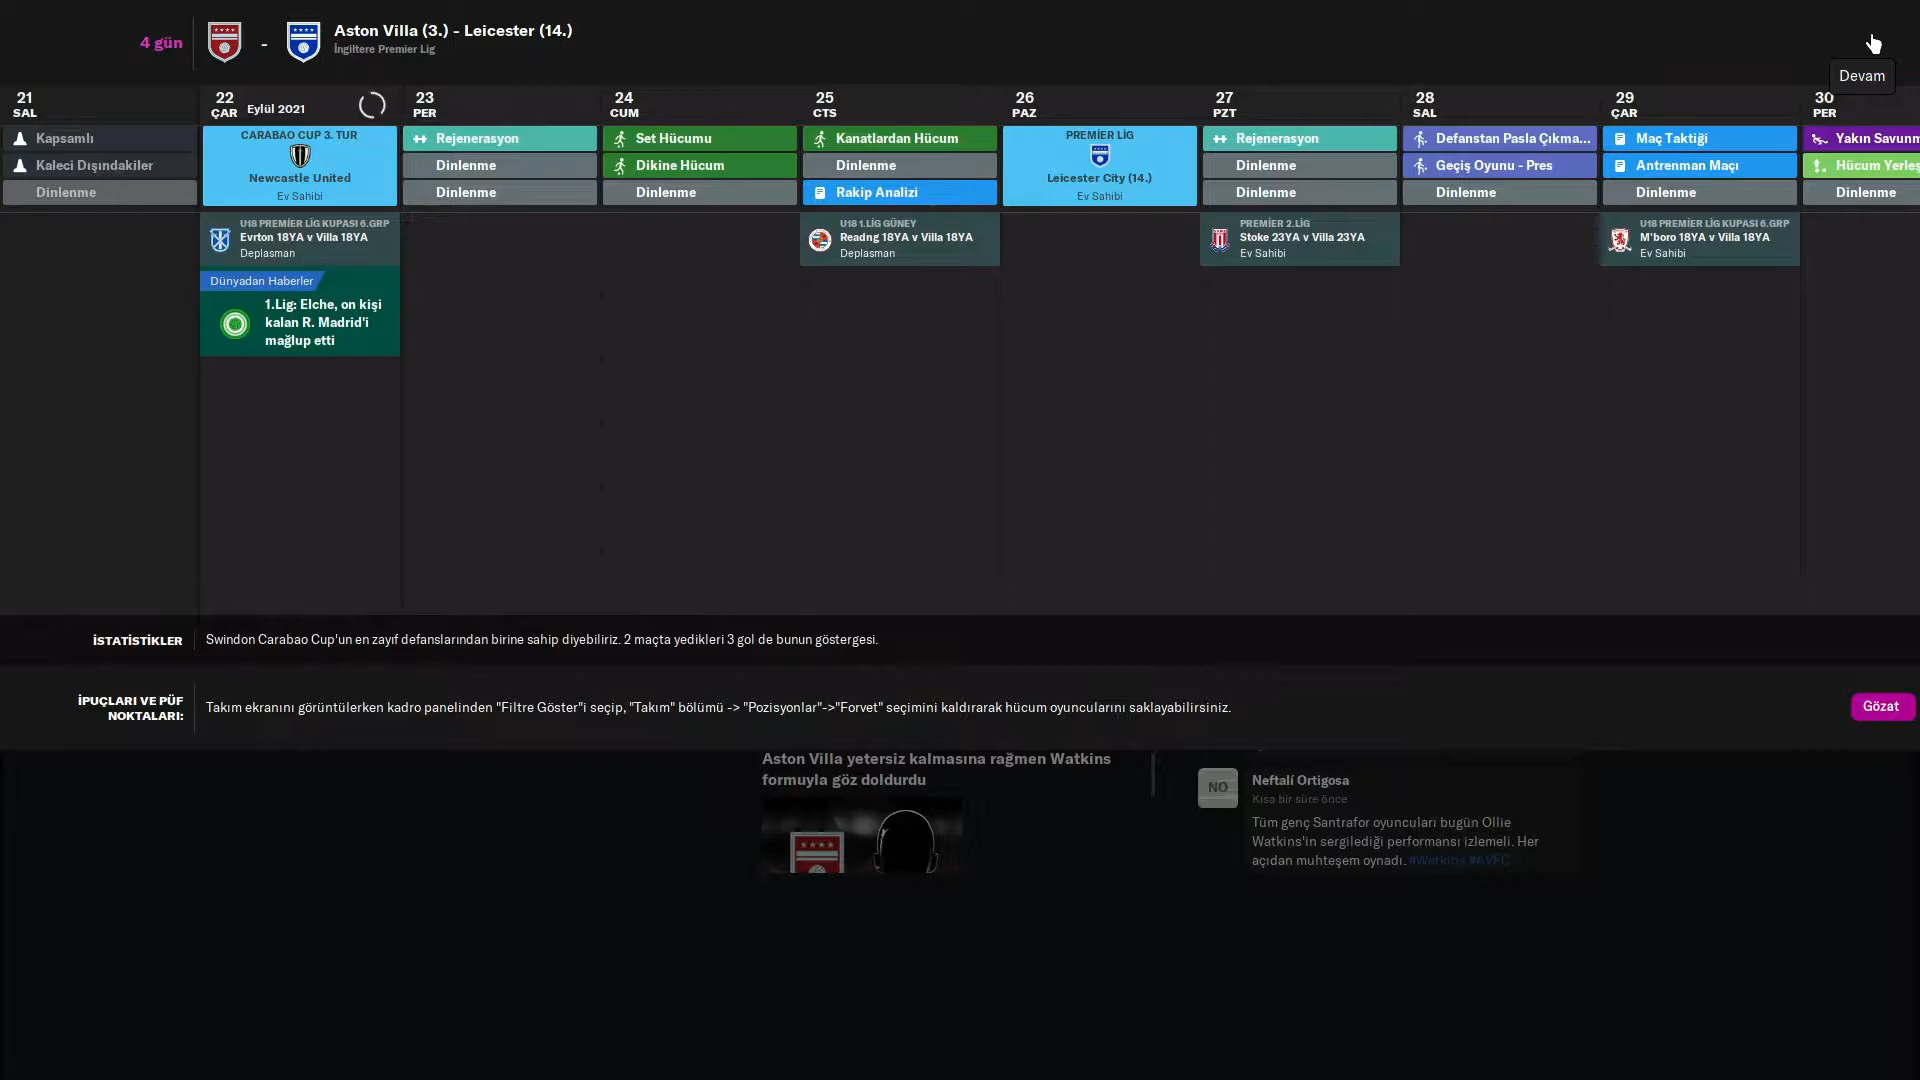 4 gün
-
Aston Villa (3.) - Leicester (14.)
İngiltere Premier Lig
Devam
21
SAL
22
ÇAR
Eylül 2021
23
PER
24
CUM
25
CTS
26
PAZ
27
PZT
28
SAL
29
ÇAR
30
PER
Kapsamlı
Kaleci Dışındakiler
Dinlenme
CARABAO CUP 3. TUR
Newcastle United
Ev Sahibi
Rejenerasyon
Dinlenme
Dinlenme
Set Hücumu
Dikine Hücum
Dinlenme
Kanatlardan Hücum
Dinlenme
Rakip Analizi
PREMİER LİG
Leicester City (14.)
Ev Sahibi
Rejenerasyon
Dinlenme
Dinlenme
Defanstan Pasla Çıkma...
Geçiş Oyunu - Pres
Dinlenme
Maç Taktiği
Antrenman Maçı
Dinlenme
Yakın Savunm
Hücum Yerleş
Dinlenme
U18 PREMİER LİG KUPASI 6.GRP
Evrton 18YA v Villa 18YA
Deplasman
Dünyadan Haberler
1.Lig: Elche, on kişi
kalan R. Madrid'i
mağlup etti
U18 1.LİG GÜNEY
Readng 18YA v Villa 18YA
Deplasman
PREMİER 2.LİG
Stoke 23YA v Villa 23YA
Ev Sahibi
U18 PREMİER LİG KUPASI 6.GRP
M'boro 18YA v Villa 18YA
Ev Sahibi
İSTATİSTİKLER
Swindon Carabao Cup'un en zayıf defanslarından birine sahip diyebiliriz. 2 maçta yedikleri 3 gol de bunun göstergesi.
İPUÇLARI VE PÜF
NOKTALARI:
Takım ekranını görüntülerken kadro panelinden "Filtre Göster"i seçip, "Takım" bölümü -> "Pozisyonlar"->"Forvet" seçimini kaldırarak hücum oyuncularını saklayabilirsiniz.
Gözat
Aston Villa yetersiz kalmasına rağmen Watkins
formuyla göz doldurdu
NO
Neftalí Ortigosa
Kısa bir süre önce
Tüm genç Santrafor oyuncuları bugün Ollie
Watkins'in sergilediği performansı izlemeli. Her
açıdan muhteşem oynadı. #Watkins #AVFC